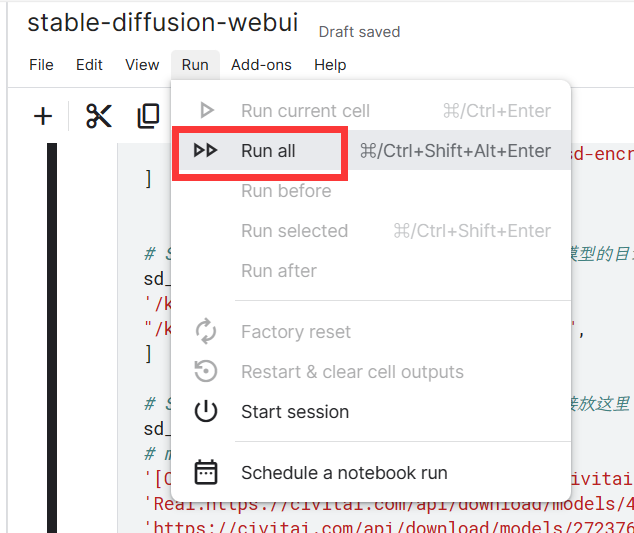 stable-diffusion-webui Draft saved
File Edit View Run Add-ons Help
Run current cell ⌘/Ctrl+Enter
Run all ⌘/Ctrl+Shift+Alt+Enter
sd-encr
]
Run before
Run selected ⌘/Ctrl+Shift+Enter
模型的目
sd_
Run after
'/k
"/k ",
Factory reset
]
Restart & clear cell outputs
接放这里
Start session
sd_
# m
'[C civitai
Schedule a notebook run
'Real:https://civitai.com/api/download/models/4
'https://civitai.com/api/download/models/272376